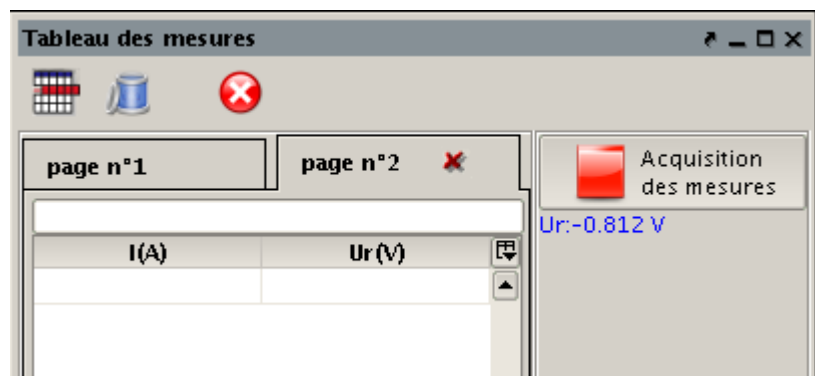 Tableau des mesures
page n°1
page n°2
Acquisition
des mesures
Ur:-0.812 V
I(A)
Ur(V)